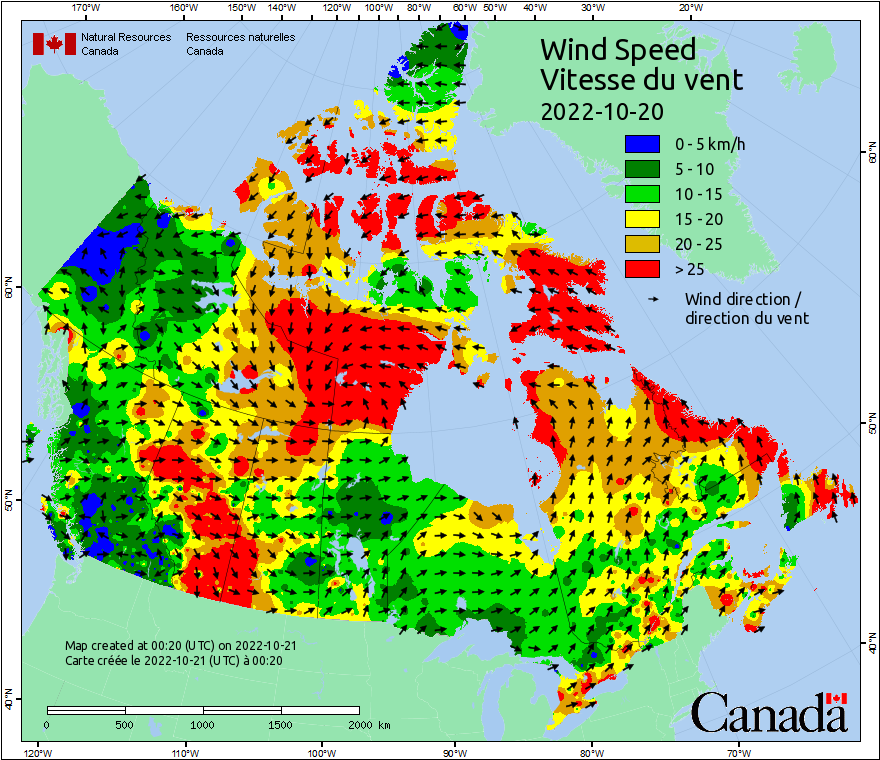 170°W 160°W 150°W 140°W 130°W 120°W 110°W 100°W 90°W 80°W 70°W 60°W 50°W 40°W 30°W 20°W
Natural Resources Ressources naturelles
Canada Canada
Wind Speed
Vitesse du vent
2022-10-20
0 - 5 km/h
5 - 10
10 - 15
15 - 20
20 - 25
> 25
Wind direction /
direction du vent
60°N
60°N
50°N
50°N
40°N
40°N
Map created at 00:20 (UTC) on 2022-10-21
Carte créée le 2022-10-21 (UTC) à 00:20
0 500 1000 1500 2000 km
Canada
120°W 110°W 100°W 90°W 80°W 70°W